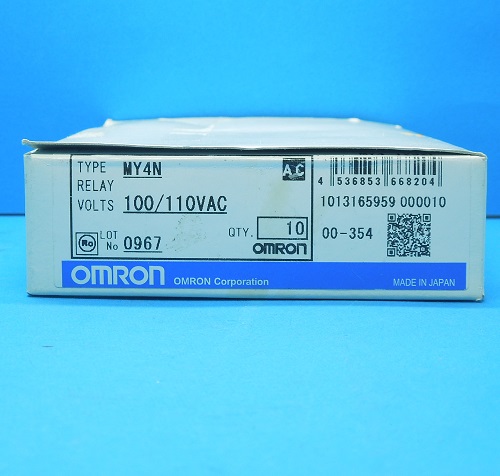 TYPE MY4N
RELAY
VOLTS 100/110VAC
AC
LOT
No 0967
QTY. 10
OMRON
4 536853 668204
1013165959 000010
00-354
OMRON OMRON Corporation
MADE IN JAPAN